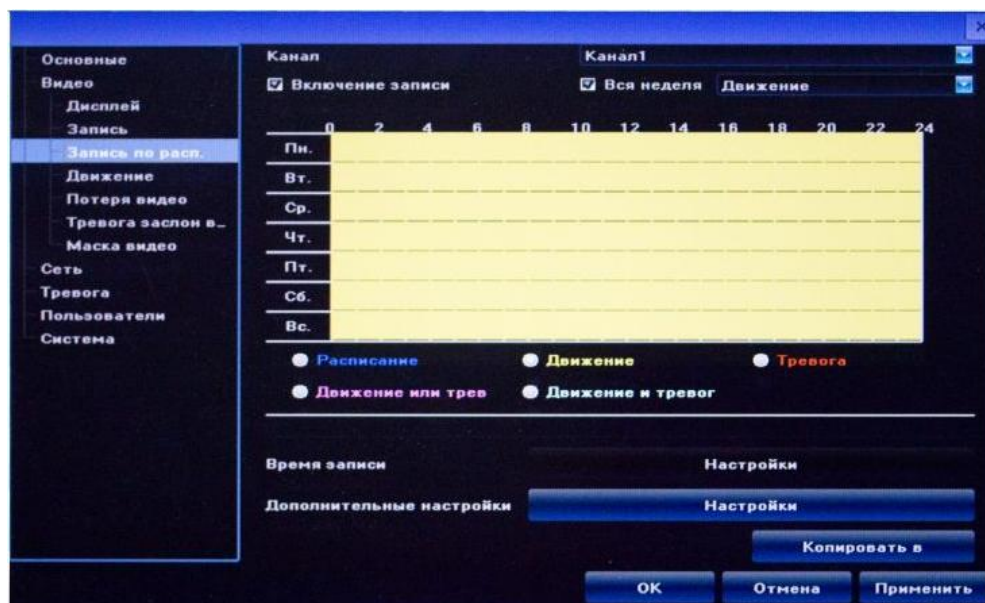 Основные
Видео
Дисплей
Запись
Запись по расп.
Движение
Потеря видео
Тревога заслон в...
Маска видео
Сеть
Тревога
Пользователи
Система
Канал Канал1
Включение записи Вся неделя Движение
0 2 4 6 8 10 12 14 16 18 20 22 24
Пн.
Вт.
Ср.
Чт.
Пт.
Сб.
Вс.
Расписание Движение Тревога
Движение или трев Движение и тревог
Время записи Настройки
Дополнительные настройки Настройки
Копировать в
ОК Отмена Применить